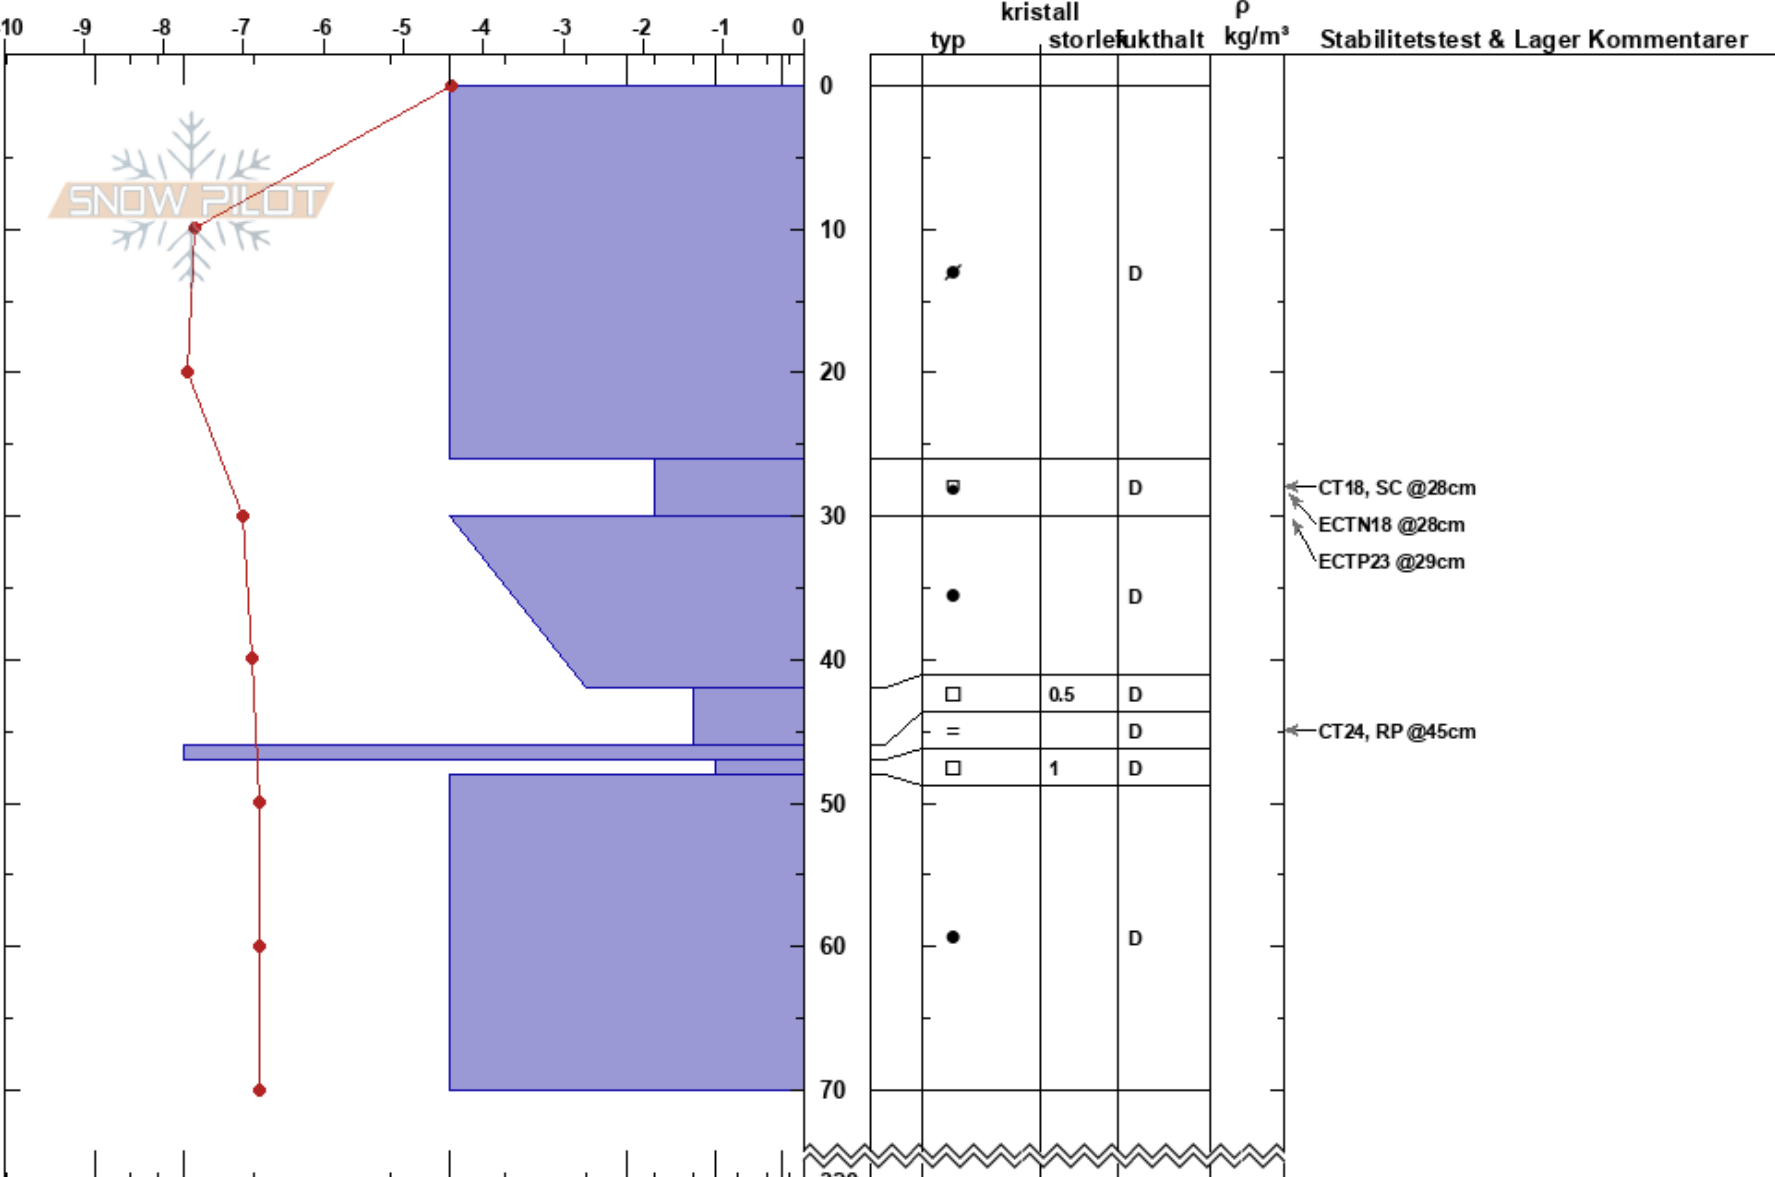 kristall ρ
10 -9 -8 -7 -6 -5 -4 -3 -2 -1 0 typ storlek fukthalt kg/m³ Stabilitetstest & Lager Kommentarer
0
SNOW PILOT
10
D
20
D CT18, SC @28cm
30
ECTN18 @28cm
ECTP23 @29cm
D
40
0.5 D
= D CT24, RP @45cm
1 D
50
D
60
70